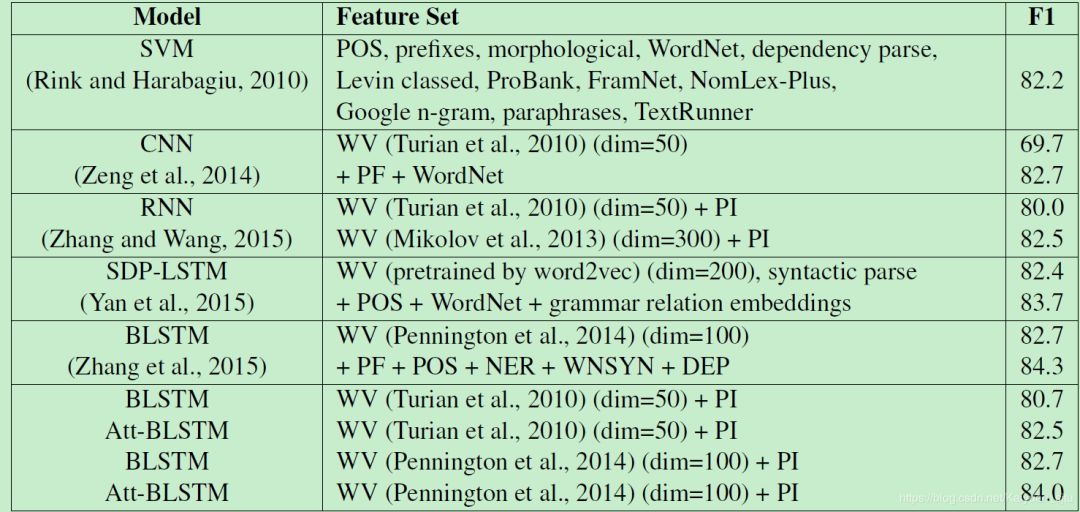 Model Feature Set F1
SVM POS, prefixes, morphological, WordNet, dependency parse,
(Rink and Harabagiu, 2010) Levin classed, ProBank, FramNet, NomLex-Plus, 82.2
Google n-gram, paraphrases, TextRunner
CNN WV (Turian et al., 2010) (dim=50) 69.7
(Zeng et al., 2014) + PF + WordNet 82.7
RNN WV (Turian et al., 2010) (dim=50) + PI 80.0
(Zhang and Wang, 2015) WV (Mikolov et al., 2013) (dim=300) + PI 82.5
SDP-LSTM WV (pretrained by word2vec) (dim=200), syntactic parse 82.4
(Yan et al., 2015) + POS + WordNet + grammar relation embeddings 83.7
BLSTM WV (Pennington et al., 2014) (dim=100) 82.7
(Zhang et al., 2015) + PF + POS + NER + WNSYN + DEP 84.3
BLSTM WV (Turian et al., 2010) (dim=50) + PI 80.7
Att-BLSTM WV (Turian et al., 2010) (dim=50) + PI 82.5
BLSTM WV (Pennington et al., 2014) (dim=100) + PI 82.7
Att-BLSTM WV (Pennington et al., 2014) (dim=100) + PI 84.0